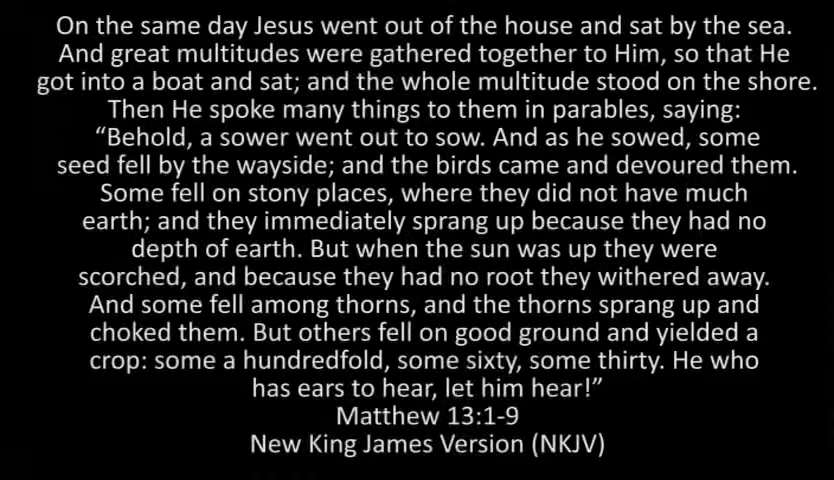 On the same day Jesus went out of the house and sat by the sea.
And great multitudes were gathered together to Him, so that He
got into a boat and sat; and the whole multitude stood on the shore.
Then He spoke many things to them in parables, saying:
“Behold, a sower went out to sow. And as he sowed, some
seed fell by the wayside; and the birds came and devoured them.
Some fell on stony places, where they did not have much
earth; and they immediately sprang up because they had no
depth of earth. But when the sun was up they were
scorched, and because they had no root they withered away.
And some fell among thorns, and the thorns sprang up and
choked them. But others fell on good ground and yielded a
crop: some a hundredfold, some sixty, some thirty. He who
has ears to hear, let him hear!”
Matthew 13:1-9
New King James Version (NKJV)